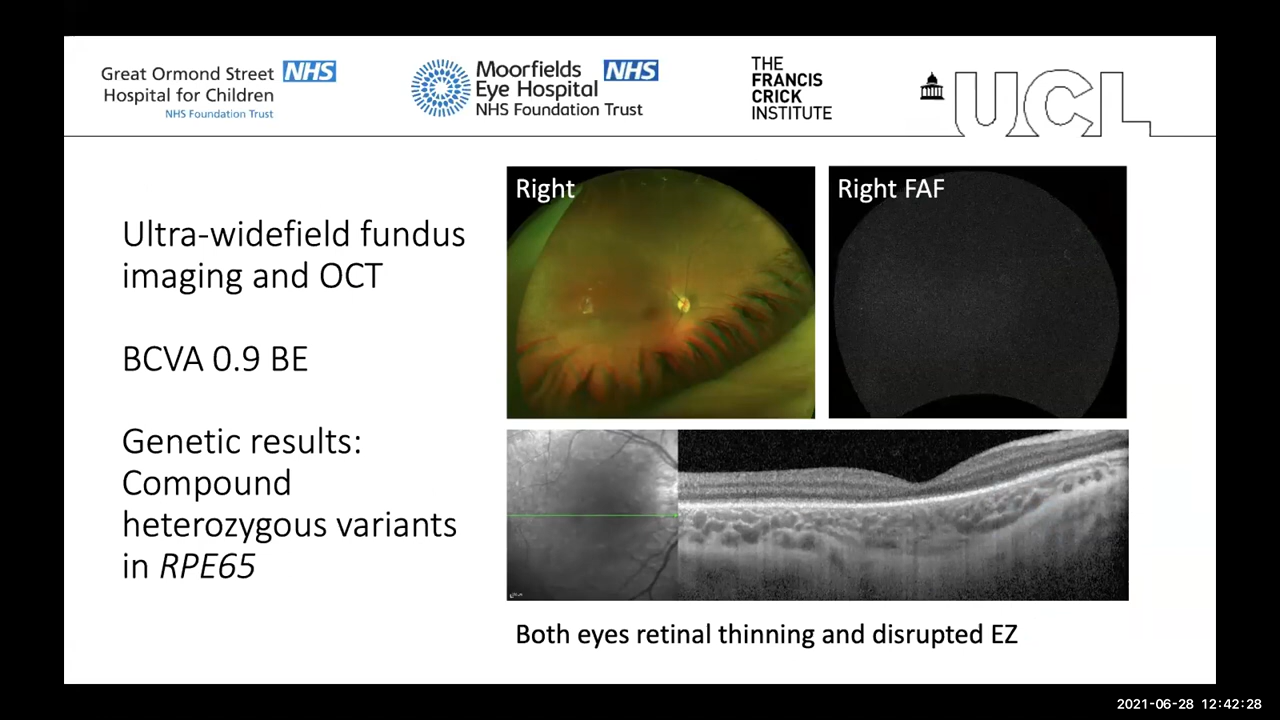 Great Ormond Street NHS
Hospital for Children
NHS Foundation Trust
Moorfields NHS
Eye Hospital
NHS Foundation Trust
THE
FRANCIS
CRICK
INSTITUTE
UCL
Ultra-widefield fundus
imaging and OCT
BCVA 0.9 BE
Genetic results:
Compound
heterozygous variants
in RPE65
Right
Right FAF
Both eyes retinal thinning and disrupted EZ
2021-06-28 12:42:28